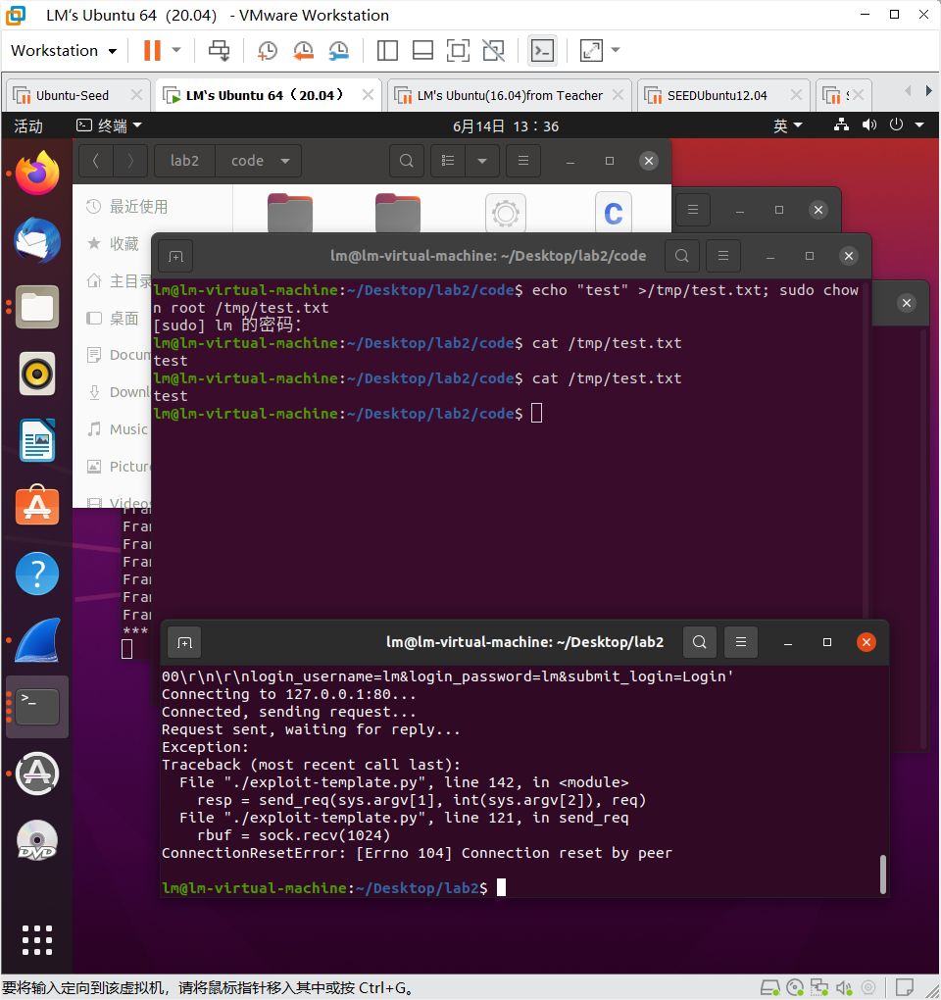 LM‘s Ubuntu 64（20.04） - VMware Workstation
Workstation
Ubuntu-Seed
LM‘s Ubuntu 64（20.04）
LM's Ubuntu(16.04)from Teacher
SEEDUbuntu12.04
活动
终端
6月14日 13：36
英
lab2
code
最近使用
收藏
主目录
桌面
Docum
Downl
Music
Picture
Videos
lm@lm-virtual-machine: ~/Desktop/lab2/code
lm@lm-virtual-machine:~/Desktop/lab2/code$ echo "test" >/tmp/test.txt; sudo chow
n root /tmp/test.txt
[sudo] lm 的密码：
lm@lm-virtual-machine:~/Desktop/lab2/code$ cat /tmp/test.txt
test
lm@lm-virtual-machine:~/Desktop/lab2/code$ cat /tmp/test.txt
test
lm@lm-virtual-machine:~/Desktop/lab2/code$
Fran
Fran
Fran
Fran
Fran
Fran
Fran
***
lm@lm-virtual-machine: ~/Desktop/lab2
00\r\n\r\nlogin_username=lm&login_password=lm&submit_login=Login'
Connecting to 127.0.0.1:80...
Connected, sending request...
Request sent, waiting for reply...
Exception:
Traceback (most recent call last):
  File "./exploit-template.py", line 142, in <module>
    resp = send_req(sys.argv[1], int(sys.argv[2]), req)
  File "./exploit-template.py", line 121, in send_req
    rbuf = sock.recv(1024)
ConnectionResetError: [Errno 104] Connection reset by peer
lm@lm-virtual-machine:~/Desktop/lab2$
DVD
要将输入定向到该虚拟机，请将鼠标指针移入其中或按 Ctrl+G。